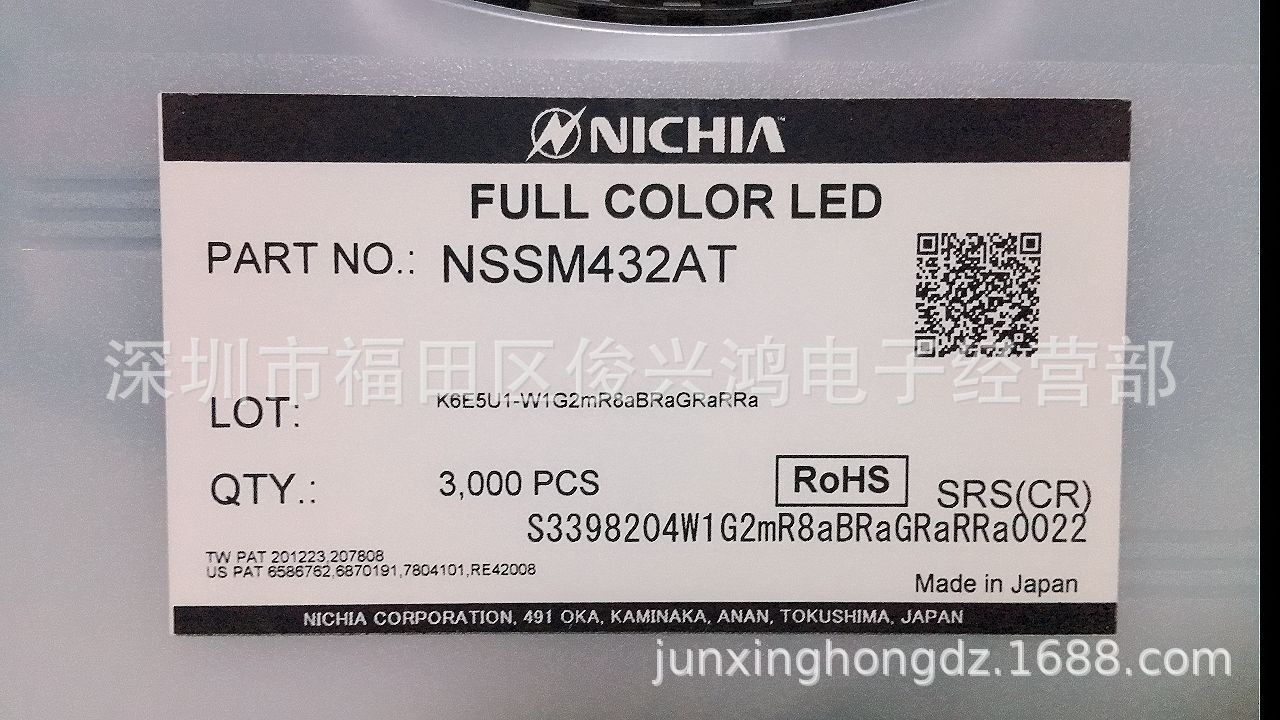 NICHIA™
FULL COLOR LED
PART NO.: NSSM432AT
深圳市福田区俊兴鸿电子经营部
LOT: K6E5U1-W1G2mR8aBRaGRaRRa
QTY.: 3,000 PCS RoHS SRS(CR)
S3398204W1G2mR8aBRaGRaRRa0022
TW PAT 201223,207808
US PAT 6586762,6870191,7804101,RE42008
Made in Japan
NICHIA CORPORATION, 491 OKA, KAMINAKA, ANAN, TOKUSHIMA, JAPAN
junxinghongdz.1688.com